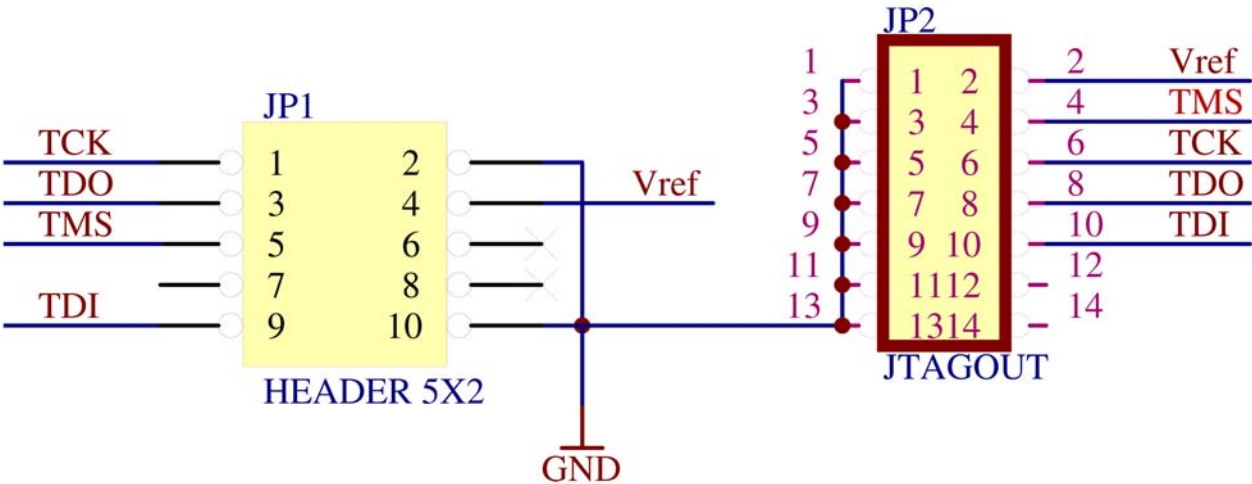 JP2
1 1 2 2 Vref
JP1
3 3 4 4 TMS
TCK 1 2 5 5 6 6 TCK
TDO 3 4 Vref 7 7 8 8 TDO
TMS 5 6 9 9 10 10 TDI
7 8 11 11 12 12
TDI 9 10 13 13 14 14
JTAGOUT
HEADER 5X2
GND